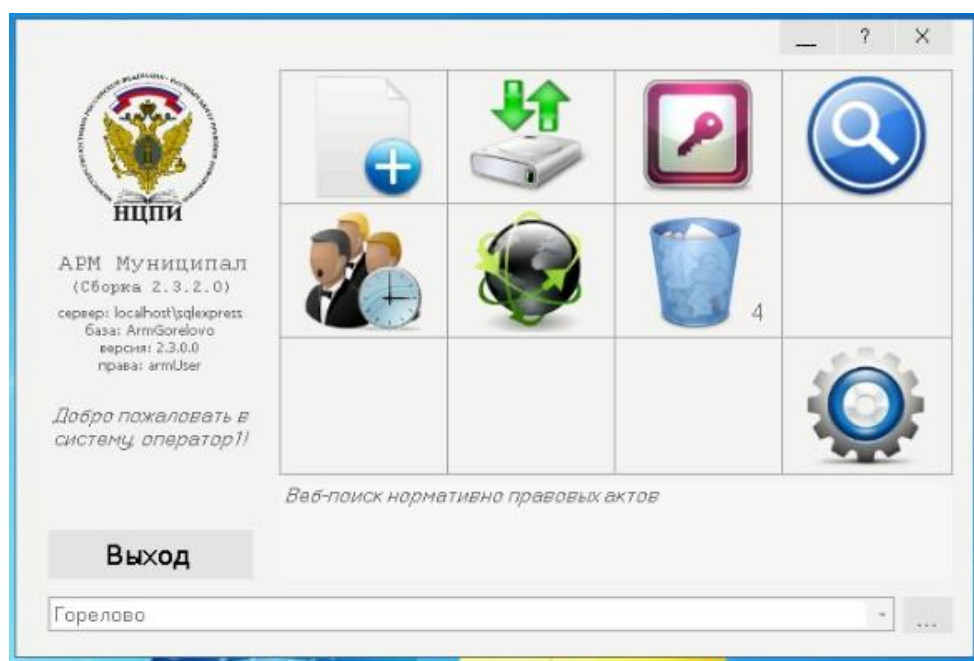 ? X
НЦПИ
АРМ Муниципал
(Сборка 2.3.2.0)
сервер: localhost\sqlexpress
база: ArmGorelovo
версия: 2.3.0.0
права: armUser
Добро пожаловать в
систему, оператор1!
4
Веб-поиск нормативно правовых актов
Выход
Горелово
...